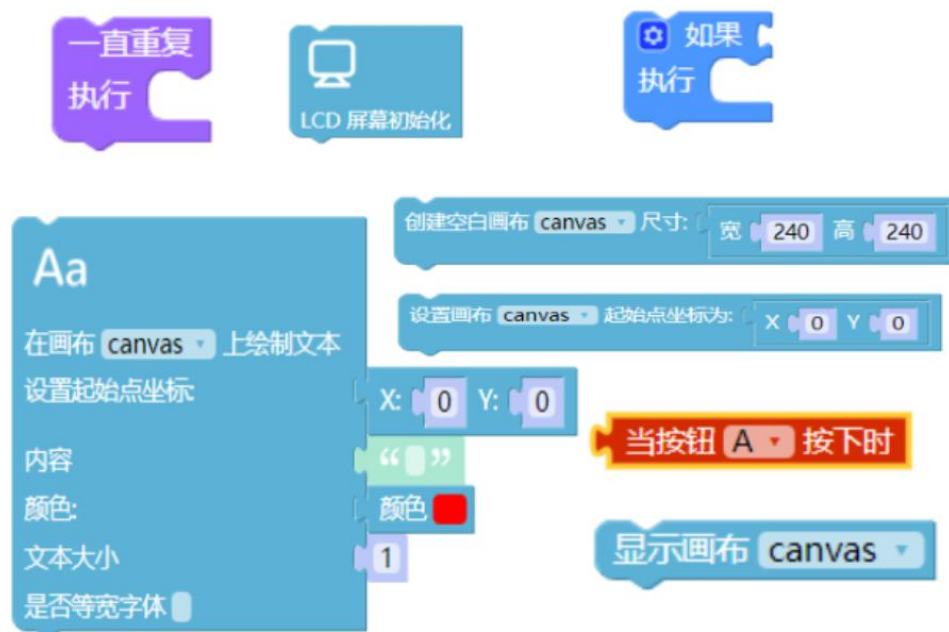 一直重复
执行
LCD 屏幕初始化
如果
执行
创建空白画布 canvas 尺寸: 宽 240 高 240
设置画布 canvas 起始点坐标为: X 0 Y 0
Aa
在画布 canvas 上绘制文本
设置起始点坐标:
X: 0 Y: 0
内容
“ ”
颜色:
颜色
文本大小
1
是否等宽字体
当按钮 A 按下时
显示画布 canvas